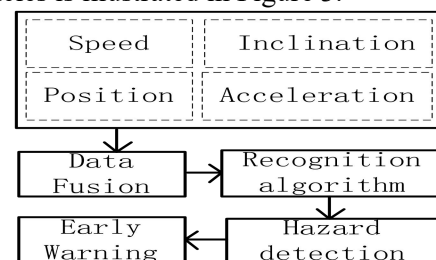 is illustrated in Figure 3.
Speed Inclination
Position Acceleration
Data Fusion
Recognition algorithm
Early Warning
Hazard detection